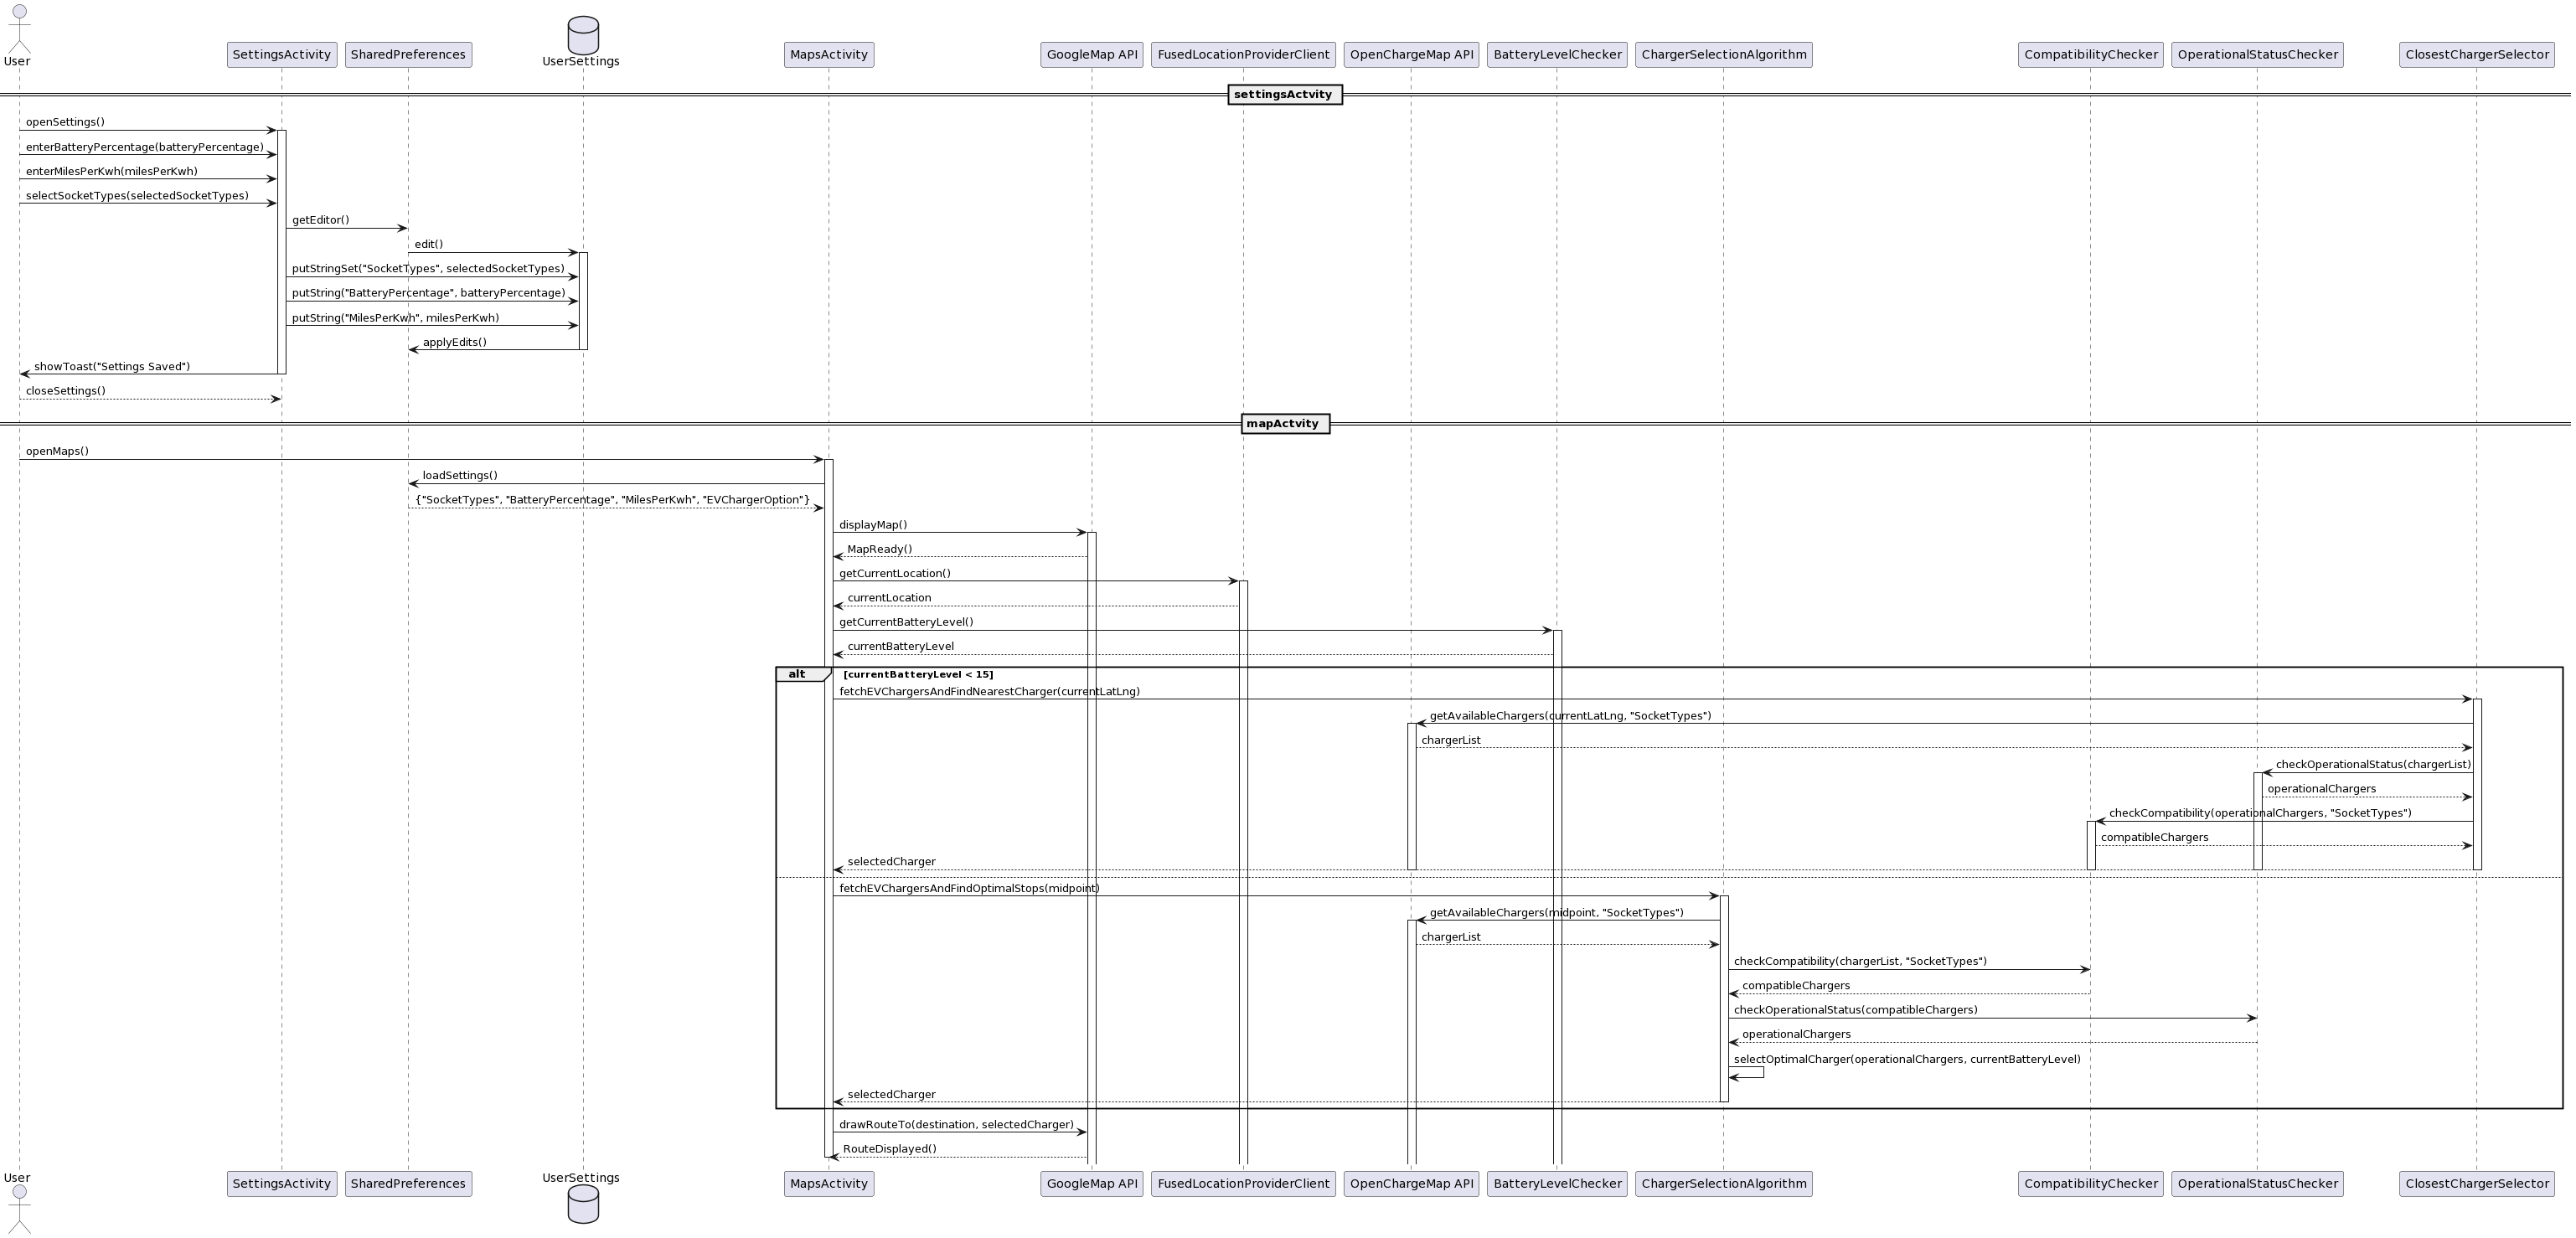 User
SettingsActivity
SharedPreferences
UserSettings
MapsActivity
GoogleMap API
FusedLocationProviderClient
OpenChargeMap API
BatteryLevelChecker
ChargerSelectionAlgorithm
CompatibilityChecker
OperationalStatusChecker
ClosestChargerSelector
settingsActvity
openSettings()
enterBatteryPercentage(batteryPercentage)
enterMilesPerKwh(milesPerKwh)
selectSocketTypes(selectedSocketTypes)
getEditor()
edit()
putStringSet("SocketTypes", selectedSocketTypes)
putString("BatteryPercentage", batteryPercentage)
putString("MilesPerKwh", milesPerKwh)
applyEdits()
showToast("Settings Saved")
closeSettings()
mapActvity
openMaps()
loadSettings()
{"SocketTypes", "BatteryPercentage", "MilesPerKwh", "EVChargerOption"}
displayMap()
MapReady()
getCurrentLocation()
currentLocation
getCurrentBatteryLevel()
currentBatteryLevel
alt
[currentBatteryLevel < 15]
fetchEVChargersAndFindNearestCharger(currentLatLng)
getAvailableChargers(currentLatLng, "SocketTypes")
chargerList
checkOperationalStatus(chargerList)
operationalChargers
checkCompatibility(operationalChargers, "SocketTypes")
compatibleChargers
selectedCharger
fetchEVChargersAndFindOptimalStops(midpoint)
getAvailableChargers(midpoint, "SocketTypes")
chargerList
checkCompatibility(chargerList, "SocketTypes")
compatibleChargers
checkOperationalStatus(compatibleChargers)
operationalChargers
selectOptimalCharger(operationalChargers, currentBatteryLevel)
selectedCharger
drawRouteTo(destination, selectedCharger)
RouteDisplayed()
User
SettingsActivity
SharedPreferences
UserSettings
MapsActivity
GoogleMap API
FusedLocationProviderClient
OpenChargeMap API
BatteryLevelChecker
ChargerSelectionAlgorithm
CompatibilityChecker
OperationalStatusChecker
ClosestChargerSelector